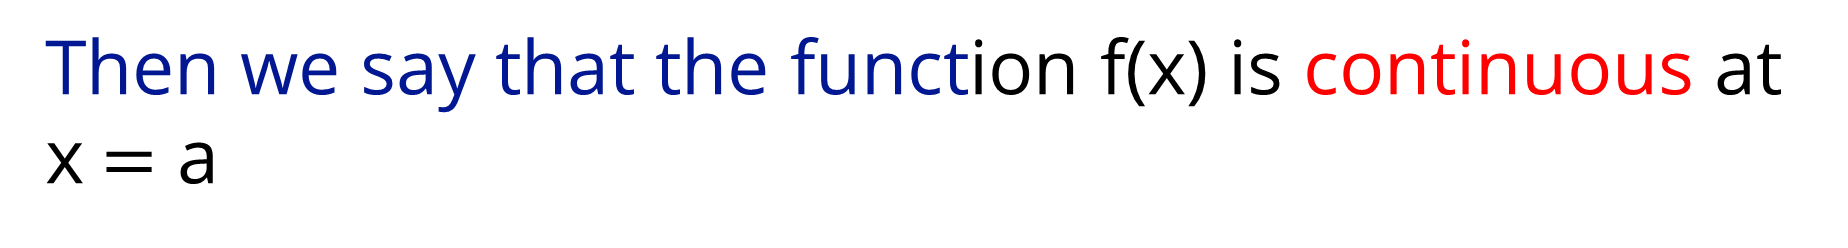 Then we say that the function f(x) is continuous at
x = a